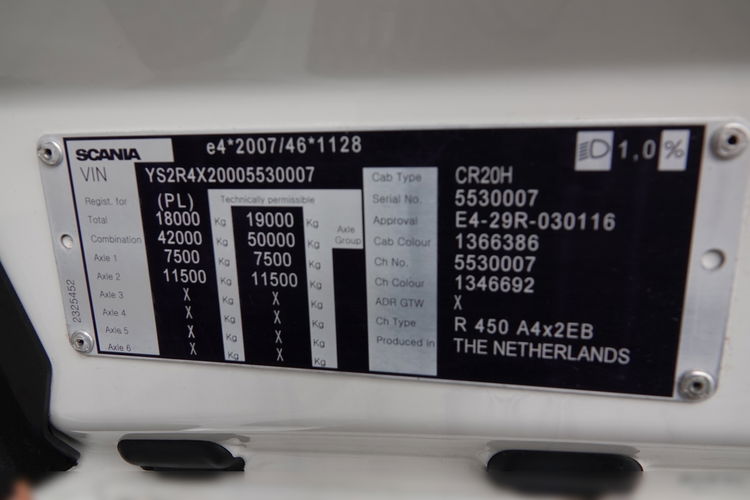 SCANIA e4*2007/46*1128 1,0 %
VIN YS2R4X20005530007 Cab Type CR20H
Regist. for (PL) Technically permissible Serial No. 5530007
Total 18000 Kg 19000 Kg Axle Group Approval E4-29R-030116
Combination 42000 Kg 50000 Kg Cab Colour 1366386
Axle 1 7500 Kg 7500 Kg Ch No. 5530007
Axle 2 11500 Kg 11500 Kg Ch Colour 1346692
Axle 3 X Kg X Kg ADR GTW X
Axle 4 X Kg X Kg Ch Type R 450 A4x2EB
Axle 5 X Kg X Kg Produced in THE NETHERLANDS
Axle 6 X Kg X Kg
2325452